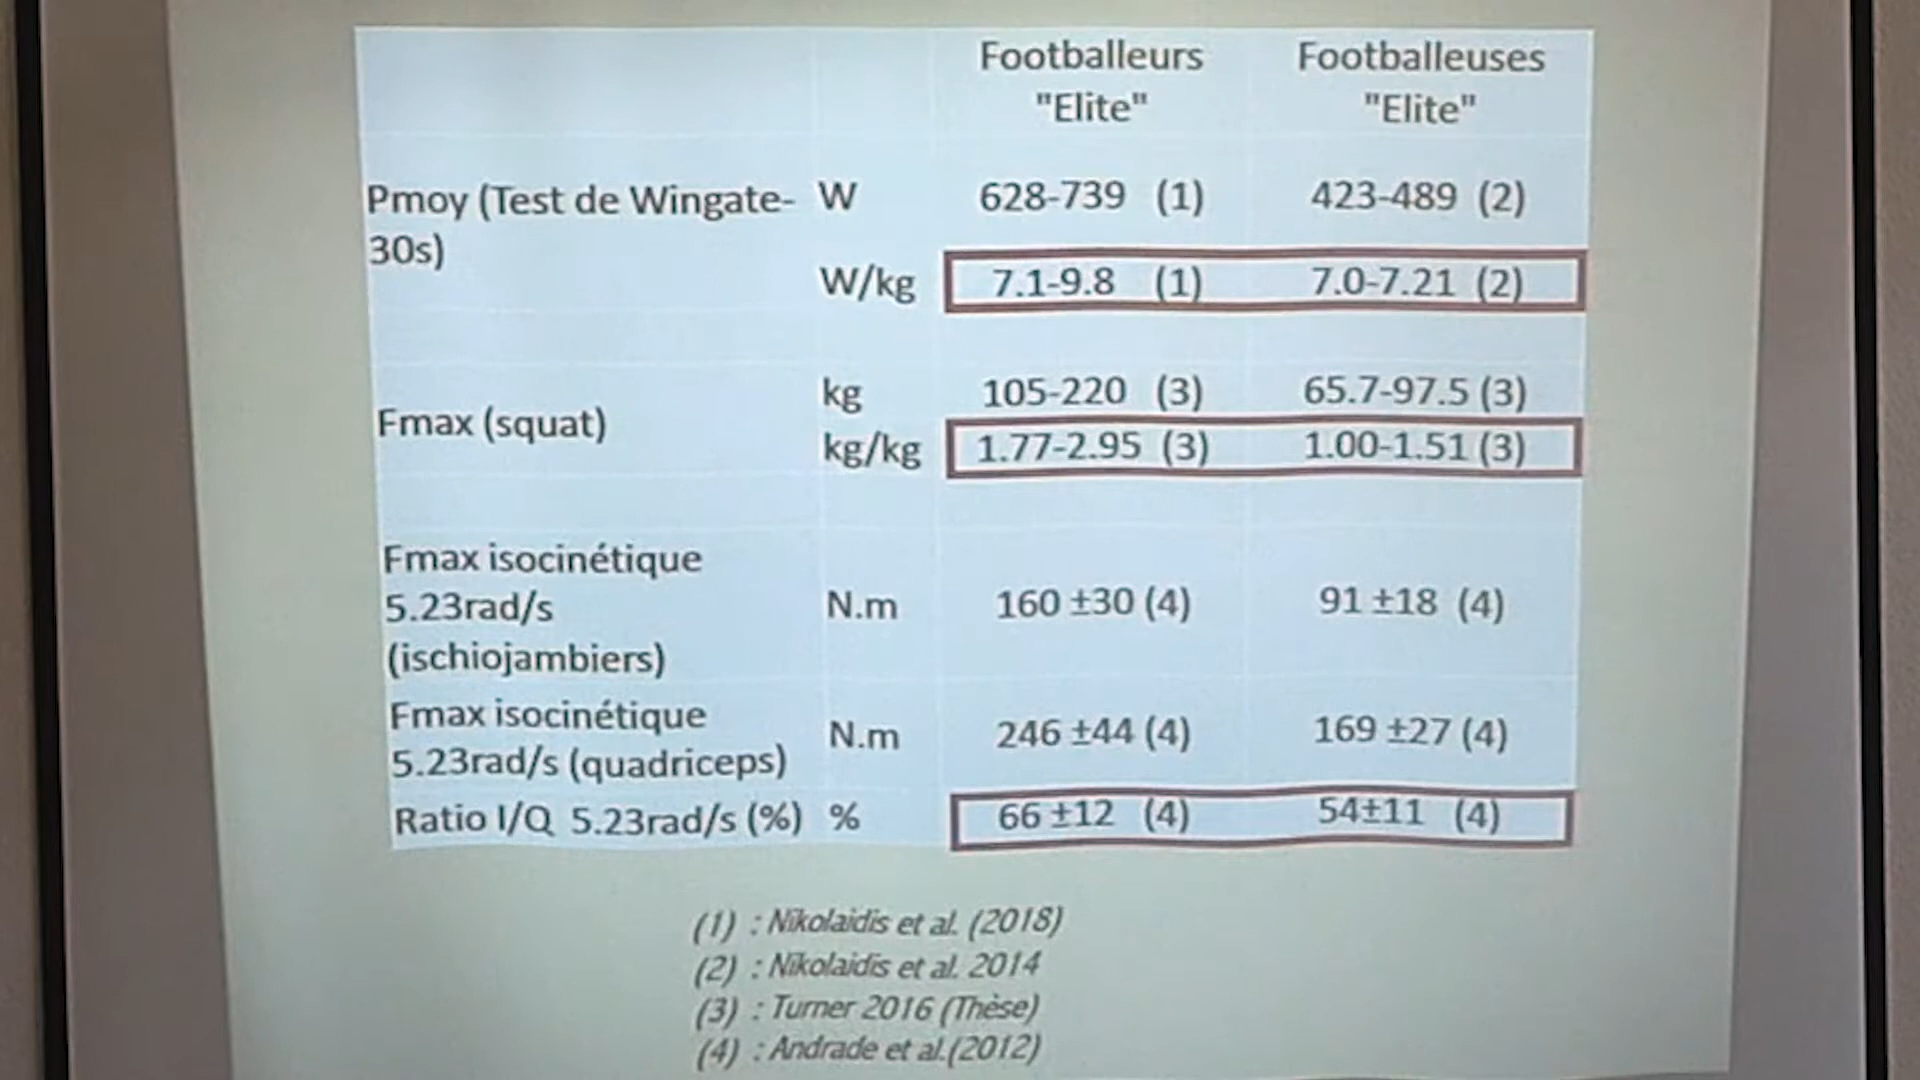 Footballeurs "Elite" Footballeuses "Elite"
Pmoy (Test de Wingate-30s) W 628-739 (1) 423-489 (2)
W/kg 7.1-9.8 (1) 7.0-7.21 (2)
Fmax (squat) kg 105-220 (3) 65.7-97.5 (3)
kg/kg 1.77-2.95 (3) 1.00-1.51 (3)
Fmax isocinétique 5.23rad/s (ischiojambiers) N.m 160 ±30 (4) 91 ±18 (4)
Fmax isocinétique 5.23rad/s (quadriceps) N.m 246 ±44 (4) 169 ±27 (4)
Ratio I/Q 5.23rad/s (%) % 66 ±12 (4) 54±11 (4)
(1) : Nikolaidis et al. (2018)
(2) : Nikolaidis et al. 2014
(3) : Turner 2016 (Thèse)
(4) : Andrade et al.(2012)